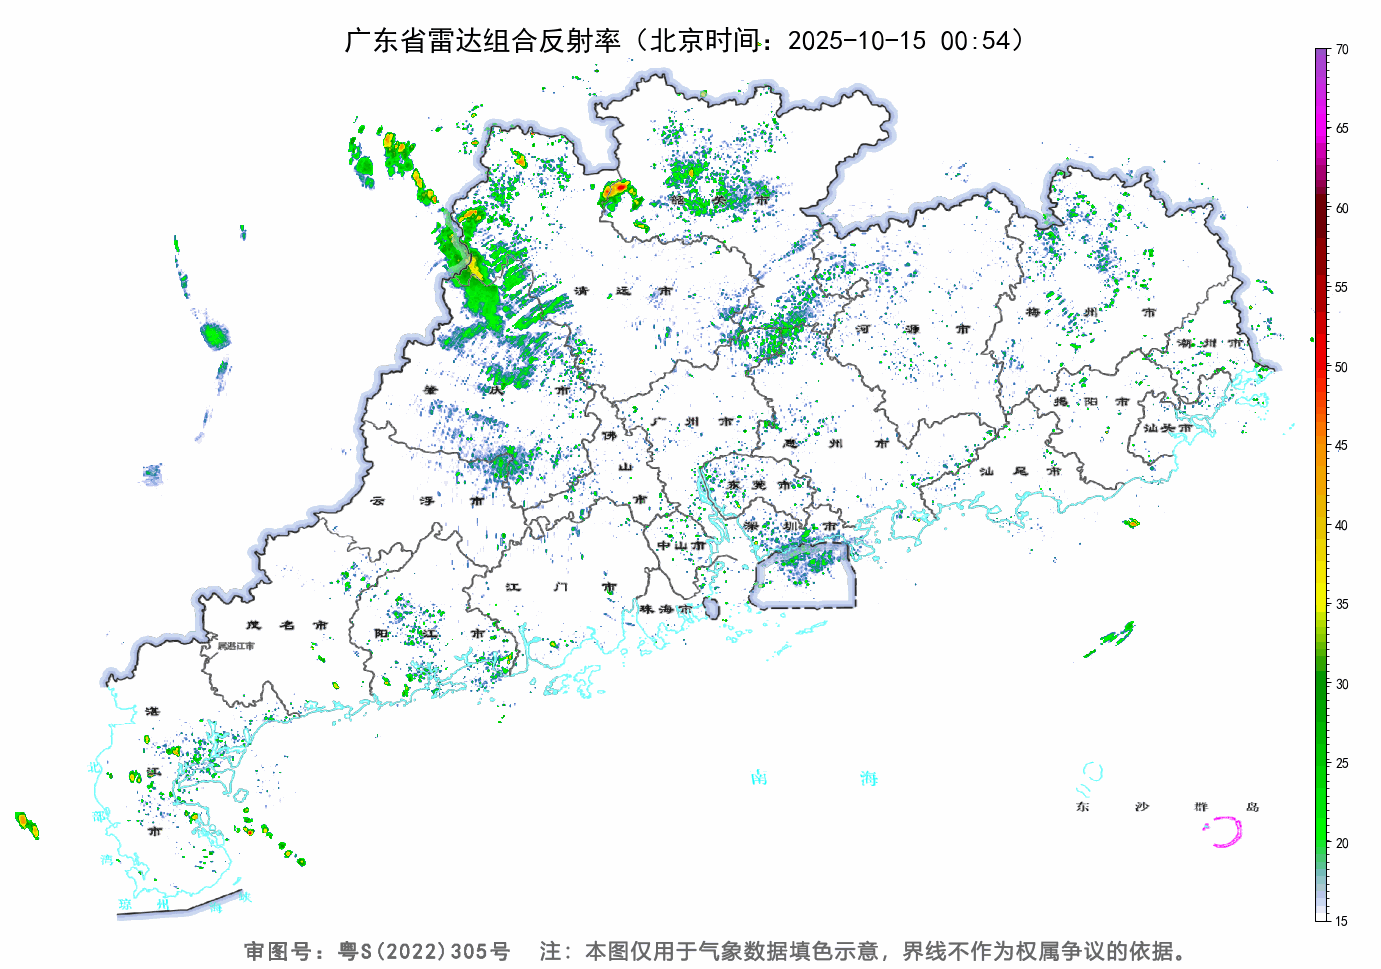 广东省雷达组合反射率（北京时间：2025-10-15 00:54）
70
65
60
55
50
45
40
35
30
25
20
15
韶关市
清远市
河源市
梅州市
潮州市
肇庆市
广州市
佛山市
惠州市
揭阳市
汕头市
汕尾市
东莞市
云浮市
深圳市
中山市
江门市
珠海市
茂名市
阳江市
属湛江市
湛江市
南海
东沙群岛
北部湾
琼州海峡
审图号：粤S(2022)305号 注：本图仅用于气象数据填色示意，界线不作为权属争议的依据。